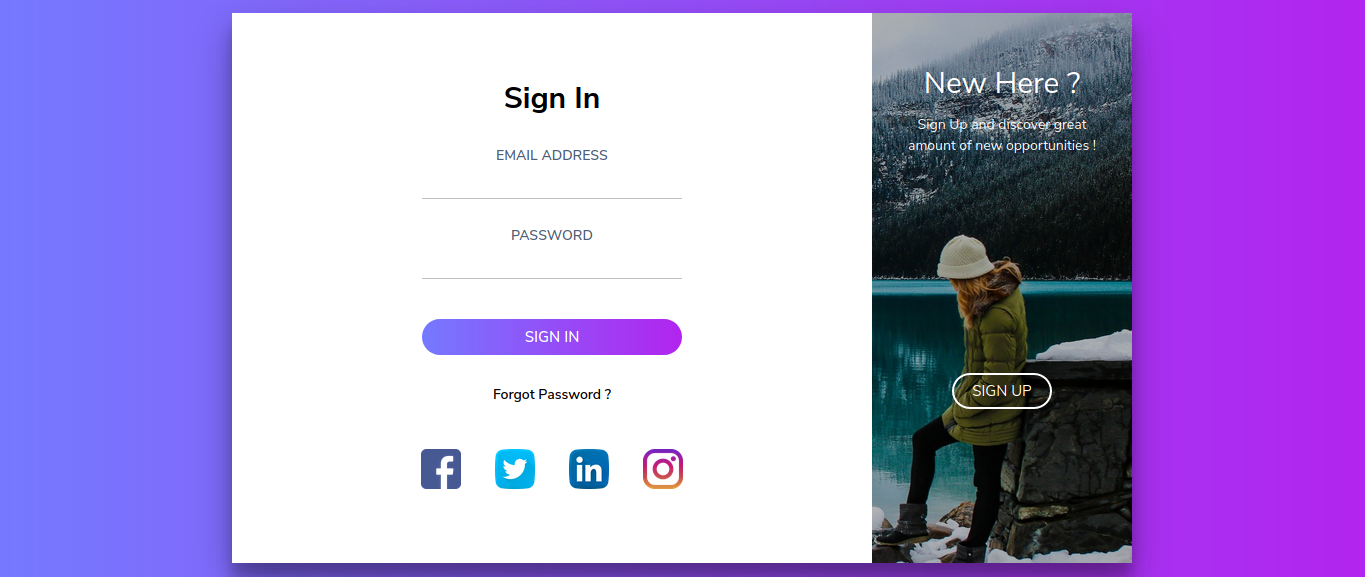 Sign In
EMAIL ADDRESS
PASSWORD
SIGN IN
Forgot Password ?
New Here ?
Sign Up and discover great
amount of new opportunities !
SIGN UP